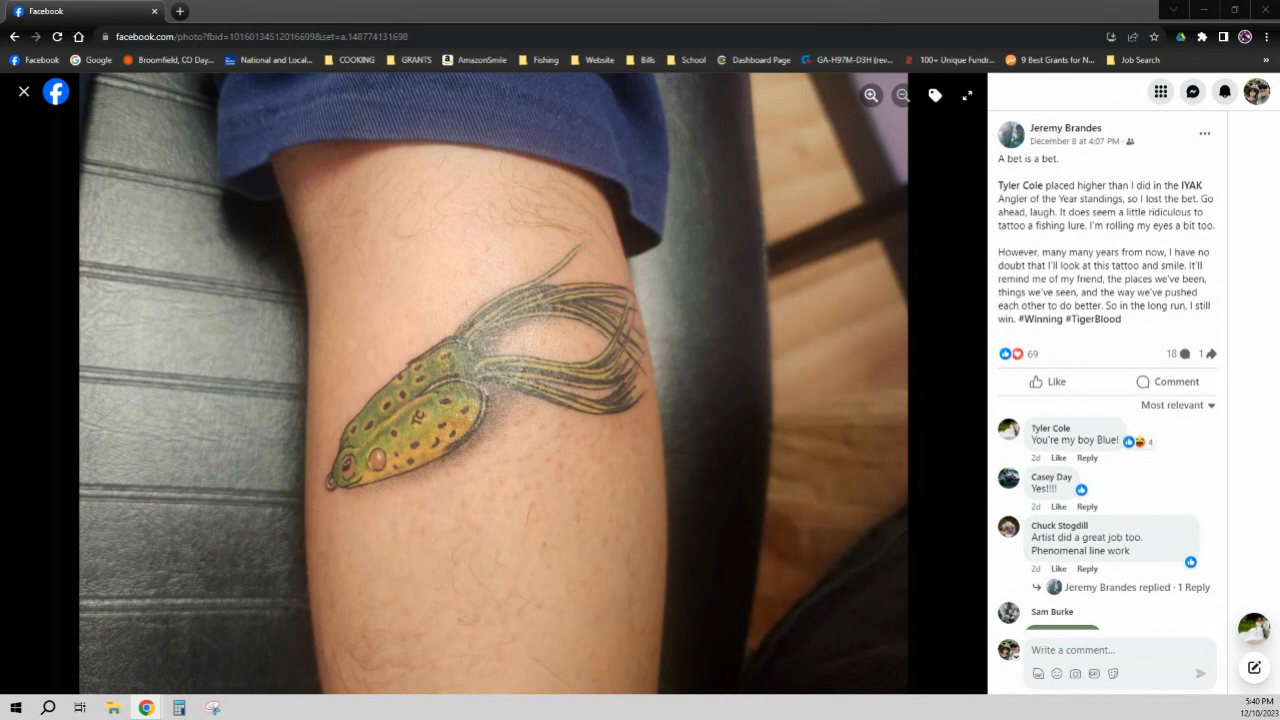 Facebook
facebook.com/photo?fbid=10160134512016699&set=a.148774131698
Facebook
Google
Broomfield, CO Day...
National and Local...
COOKING
GRANTS
AmazonSmile
Fishing
Website
Bills
School
Dashboard Page
GA-H97M-D3H (rev....
100+ Unique Fundr...
9 Best Grants for N...
Job Search
TC
Jeremy Brandes
December 8 at 4:07 PM ·
A bet is a bet.
Tyler Cole placed higher than I did in the IYAK
Angler of the Year standings, so I lost the bet. Go
ahead, laugh. It does seem a little ridiculous to
tattoo a fishing lure. I'm rolling my eyes a bit too.
However, many many years from now, I have no
doubt that I'll look at this tattoo and smile. It'll
remind me of my friend, the places we've been,
things we've seen, and the way we've pushed
each other to do better. So in the long run, I still
win. #Winning #TigerBlood
69
18
1
Like
Comment
Most relevant
Tyler Cole
You're my boy Blue!
4
2d Like Reply
Casey Day
Yes!!!!
2d Like Reply
Chuck Stogdill
Artist did a great job too.
Phenomenal line work
2d Like Reply
Jeremy Brandes replied · 1 Reply
Sam Burke
Write a comment...
GIF
5:40 PM
12/10/2023